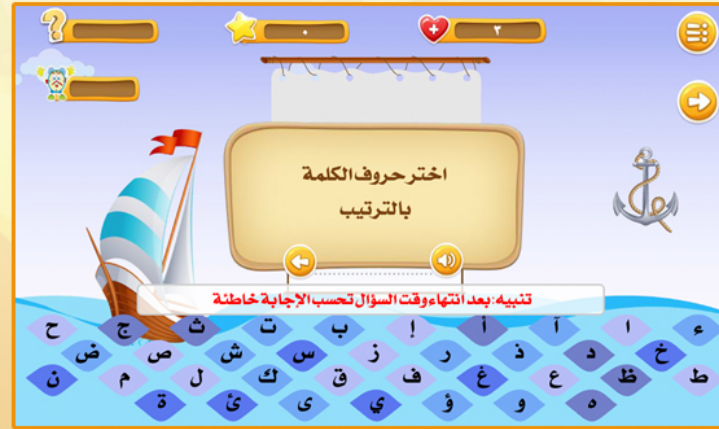 ٠
٣
اختر حروف الكلمة
بالترتيب
تنبيه: بعد انتهاء وقت السؤال تحسب الإجابة خاطئة
ء ا آ أ إ ب ت ث ج ح
خ د ذ ر ز س ش ص ض
ط ظ ع غ ف ق ك ل م ن
ه و ؤ ي ى ئ ة